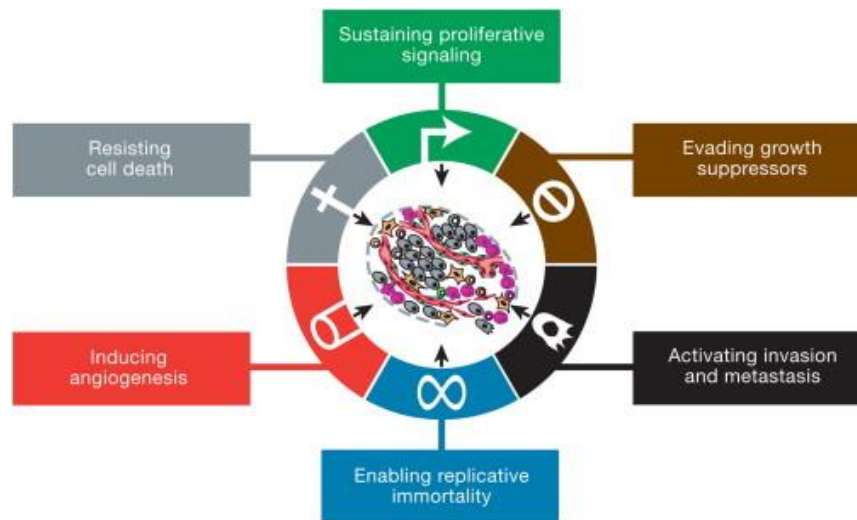 Sustaining proliferative
signaling
Resisting
cell death
Evading growth
suppressors
Inducing
angiogenesis
Activating invasion
and metastasis
Enabling replicative
immortality